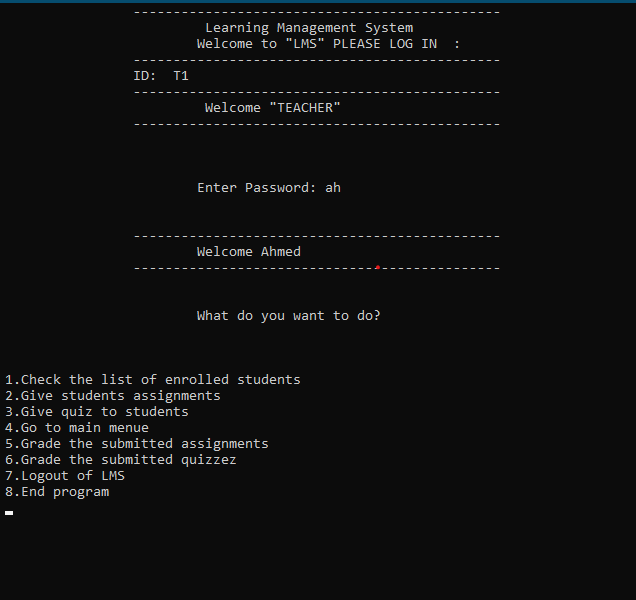 ----------------------------------------------
Learning Management System
Welcome to "LMS" PLEASE LOG IN  :
----------------------------------------------
ID:  T1
----------------------------------------------
Welcome "TEACHER"
----------------------------------------------
Enter Password: ah
----------------------------------------------
Welcome Ahmed
----------------------------------------------
What do you want to do?
1.Check the list of enrolled students
2.Give students assignments
3.Give quiz to students
4.Go to main menue
5.Grade the submitted assignments
6.Grade the submitted quizzez
7.Logout of LMS
8.End program